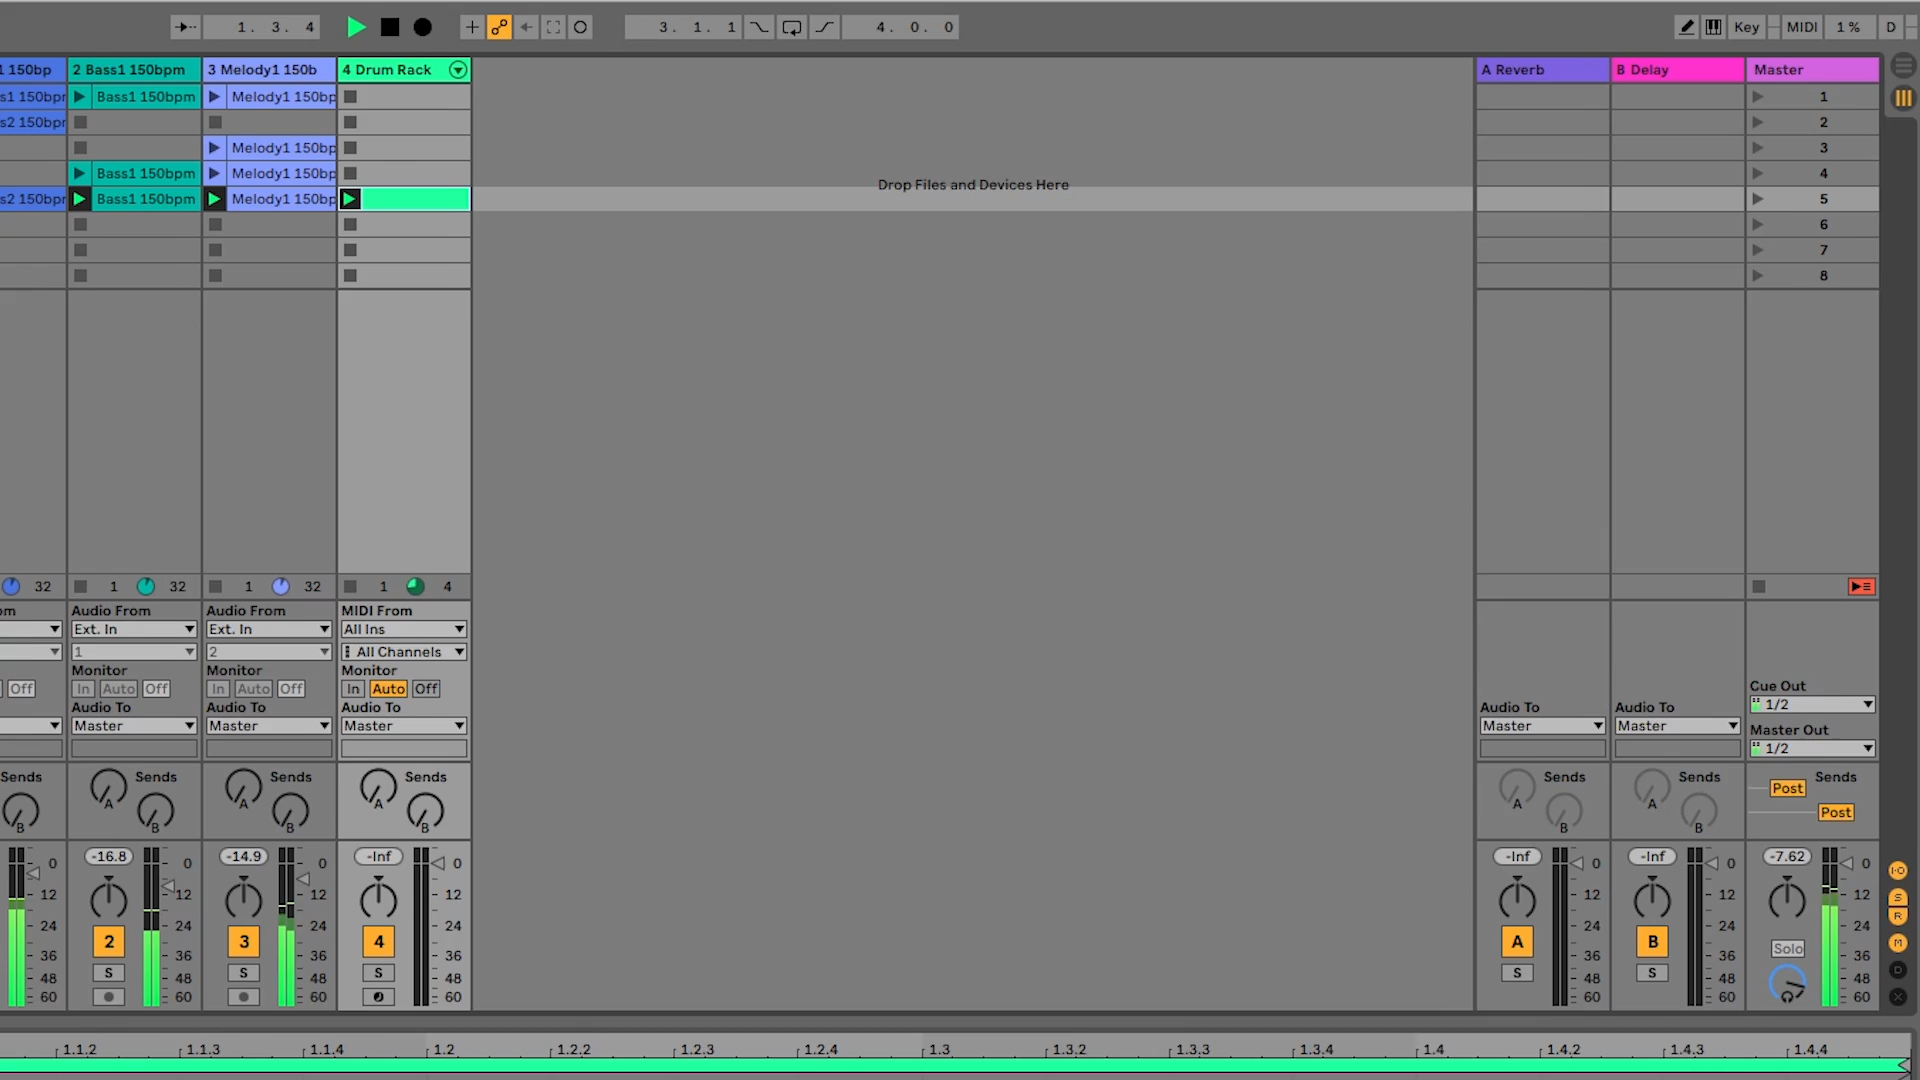 1. 3. 4
3. 1. 1
4. 0. 0
Key
MIDI
1 %
D
1 150bp
2 Bass1 150bpm
3 Melody1 150b
4 Drum Rack
A Reverb
B Delay
Master
s1 150bpr
Bass1 150bpm
Melody1 150bp
1
s2 150bpr
2
Melody1 150bp
3
Bass1 150bpm
Melody1 150bp
4
Drop Files and Devices Here
s2 150bpr
Bass1 150bpm
Melody1 150bp
5
6
7
8
32
1 32
1 32
1 4
om
Audio From
Audio From
MIDI From
Ext. In
Ext. In
All Ins
1
2
All Channels
Monitor
Monitor
Monitor
Off
In Auto Off
In Auto Off
In Auto Off
Cue Out
1/2
Audio To
Audio To
Audio To
Audio To
Audio To
Master
Master
Master
Master
Master
Master Out
1/2
Sends
A Sends B
A Sends B
A Sends B
A Sends B
A Sends B
Sends
B
Post
Post
-16.8
-14.9
-Inf
-Inf
-Inf
-7.62
0 0 0 0 0 0 0
12 12 12 12 12 12 12
24 24 24 24 24 24 24
2 3 4 A B
36 36 36 36 36 36 36
S S S S S Solo
48 48 48 48 48 48 48
60 60 60 60 60 60 60
I·O
S
R
M
D
X
1.1.2 1.1.3 1.1.4 1.2 1.2.2 1.2.3 1.2.4 1.3 1.3.2 1.3.3 1.3.4 1.4 1.4.2 1.4.3 1.4.4